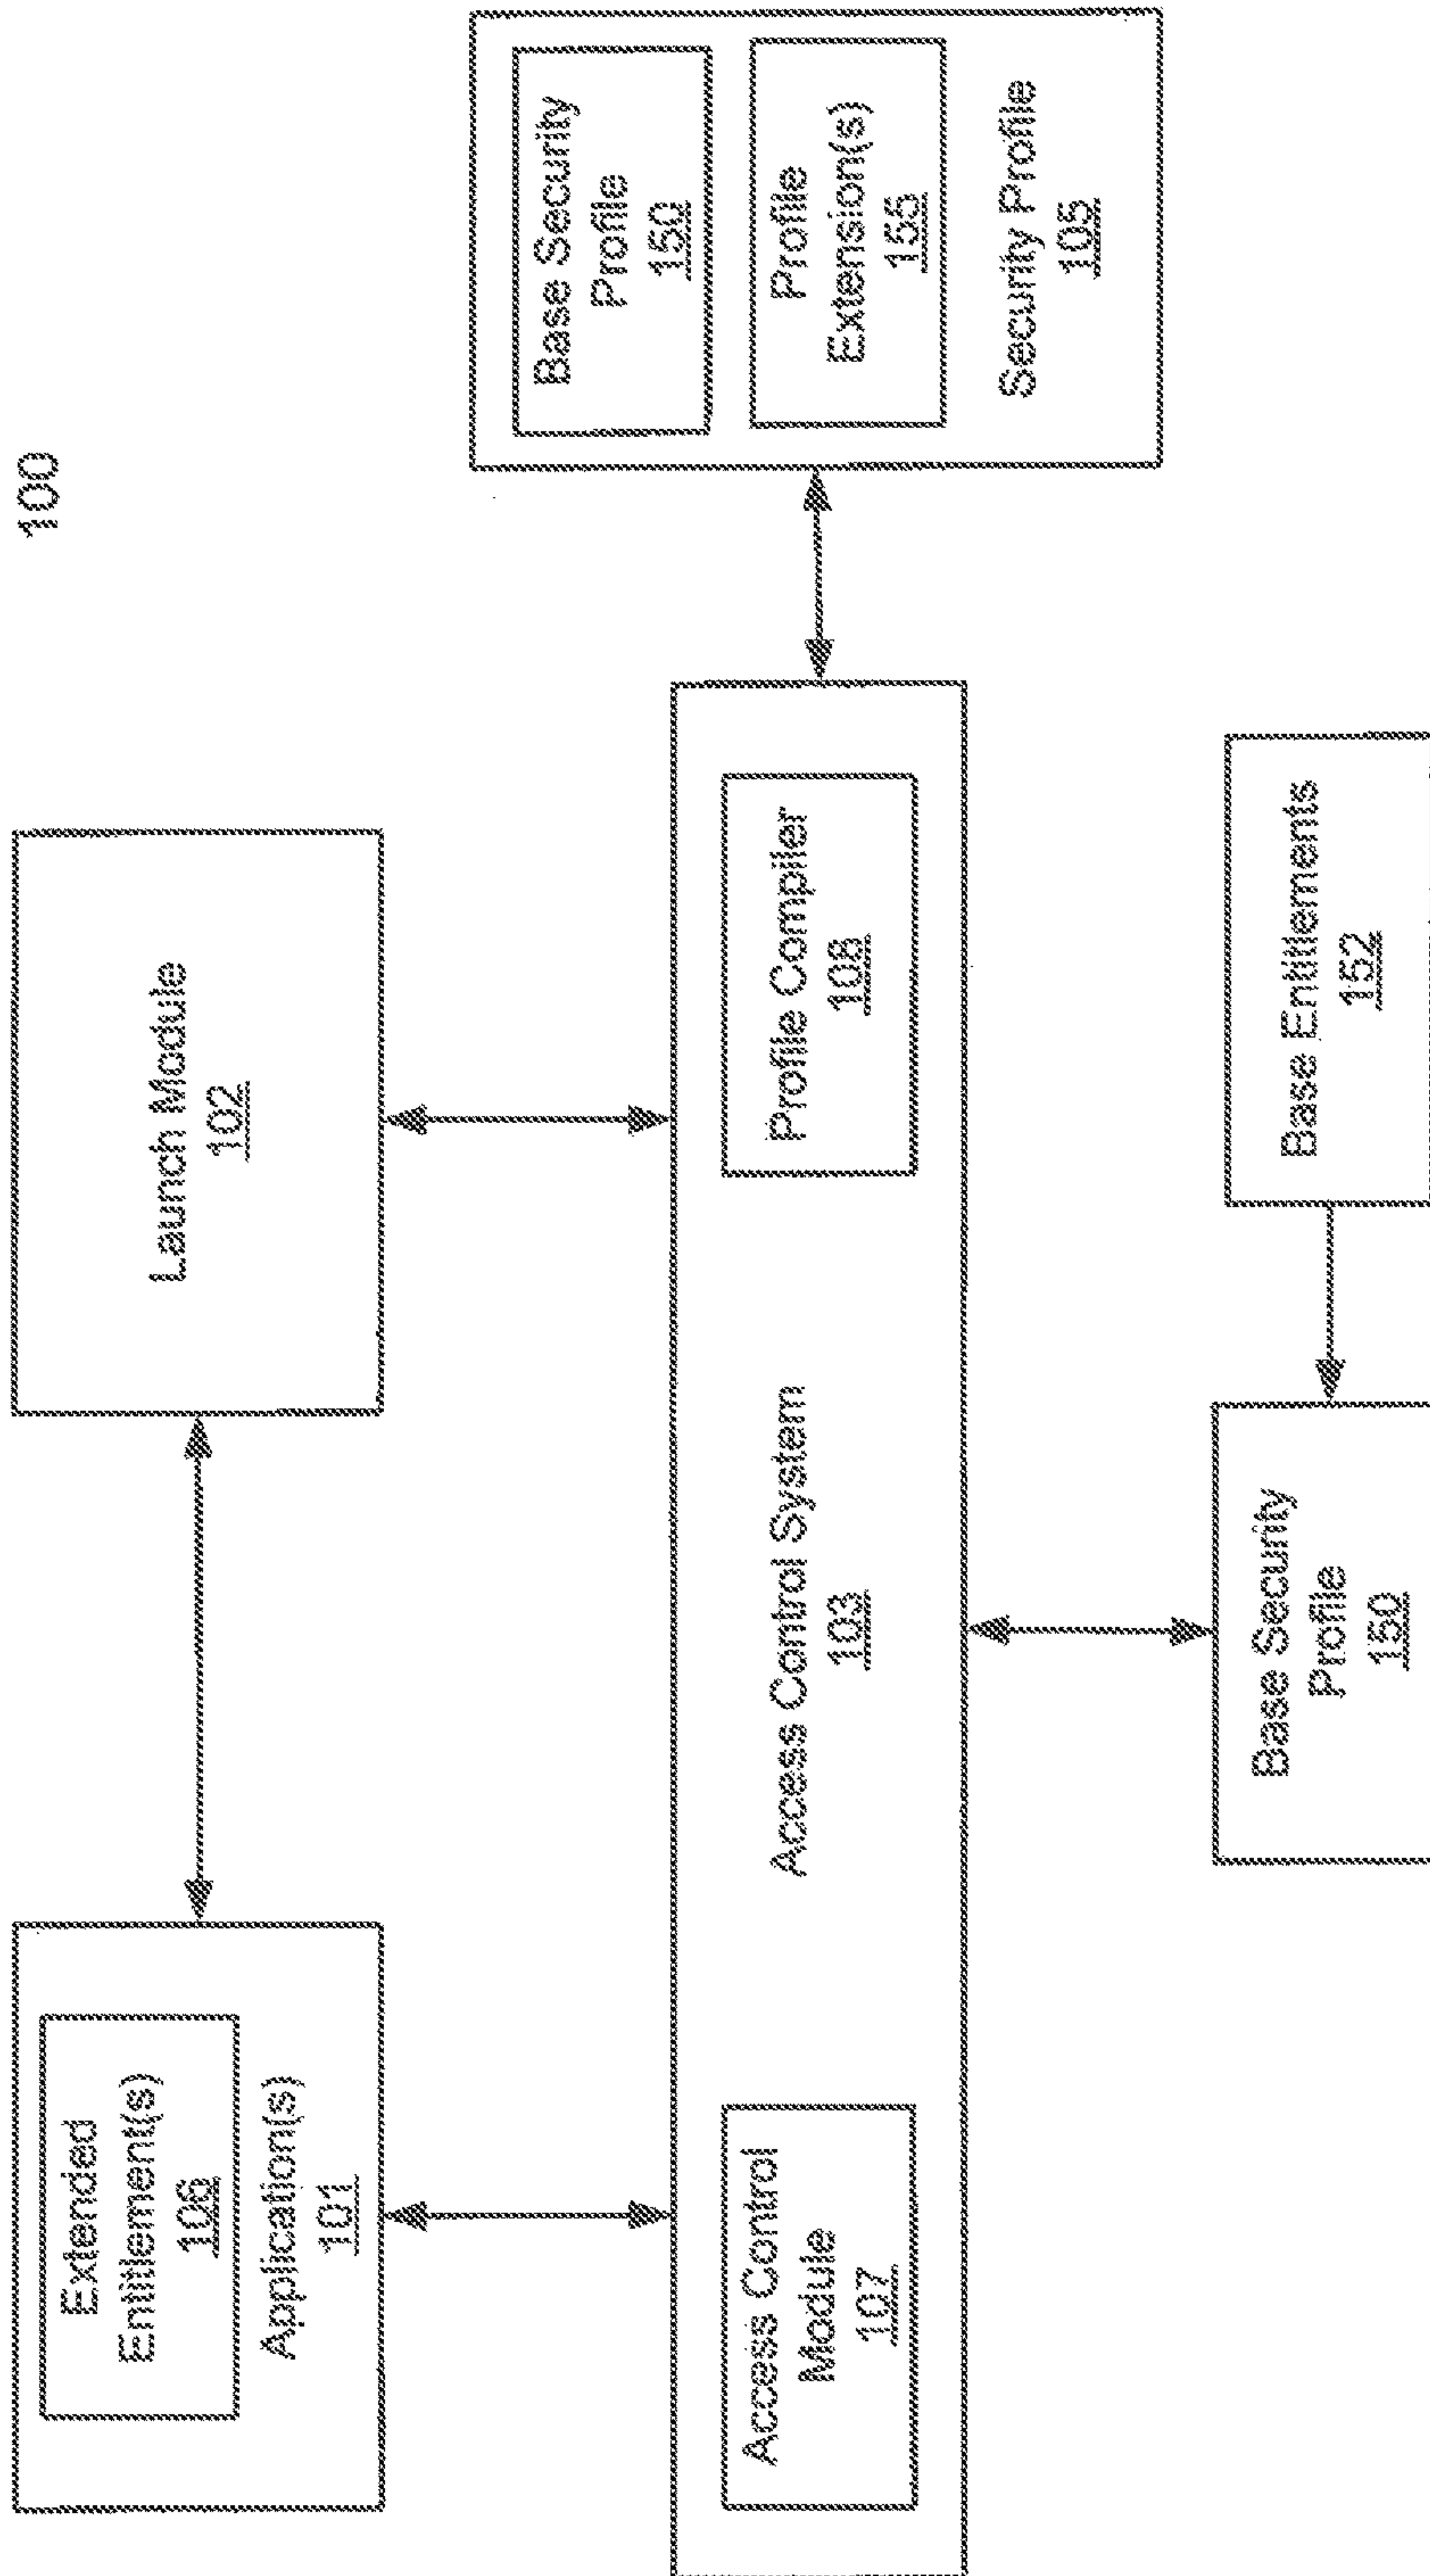 100
Extended
Entitlement(s)
106
Application(s)
101
Launch Module
102
Access Control
Module
107
Access Control System
103
Profile Compiler
108
Base Security
Profile
150
Profile
Extension(s)
155
Security Profile
105
Base Security
Profile
150
Base Entitlements
152